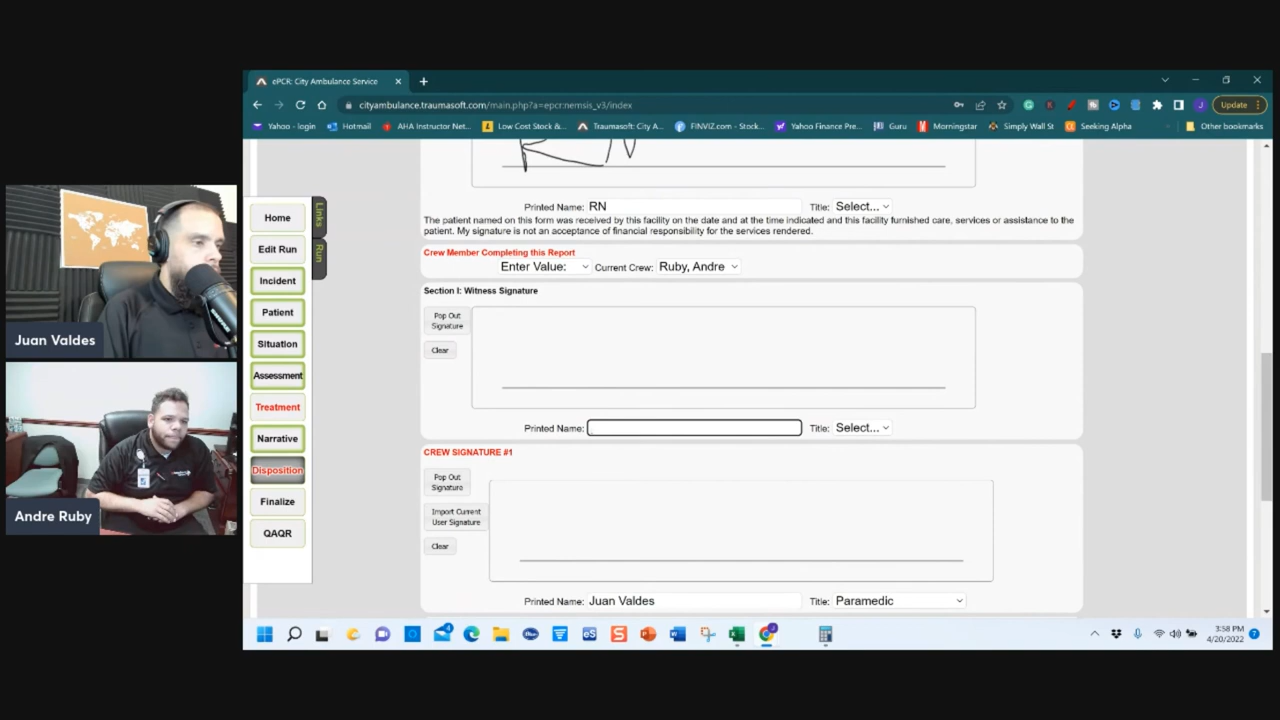 ePCR: City Ambulance Service
cityambulance.traumasoft.com/main.php?a=epcr:nemsis_v3/index
Update
Yahoo - login
Hotmail
AHA Instructor Net...
Low Cost Stock &...
Traumasoft: City A...
FINVIZ.com - Stock...
Yahoo Finance Pre...
Guru
Morningstar
Simply Wall St
Seeking Alpha
Other bookmarks
Juan Valdes
Andre Ruby
Links
Run
Home
Edit Run
Incident
Patient
Situation
Assessment
Treatment
Narrative
Disposition
Finalize
QAQR
Printed Name: RN Title: Select...
The patient named on this form was received by this facility on the date and at the time indicated and this facility furnished care, services or assistance to the
patient. My signature is not an acceptance of financial responsibility for the services rendered.
Crew Member Completing this Report
Enter Value: Current Crew: Ruby, Andre
Section I: Witness Signature
Pop Out
Signature
Clear
Printed Name: Title: Select...
CREW SIGNATURE #1
Pop Out
Signature
Import Current
User Signature
Clear
Printed Name: Juan Valdes Title: Paramedic
3:58 PM
4/20/2022